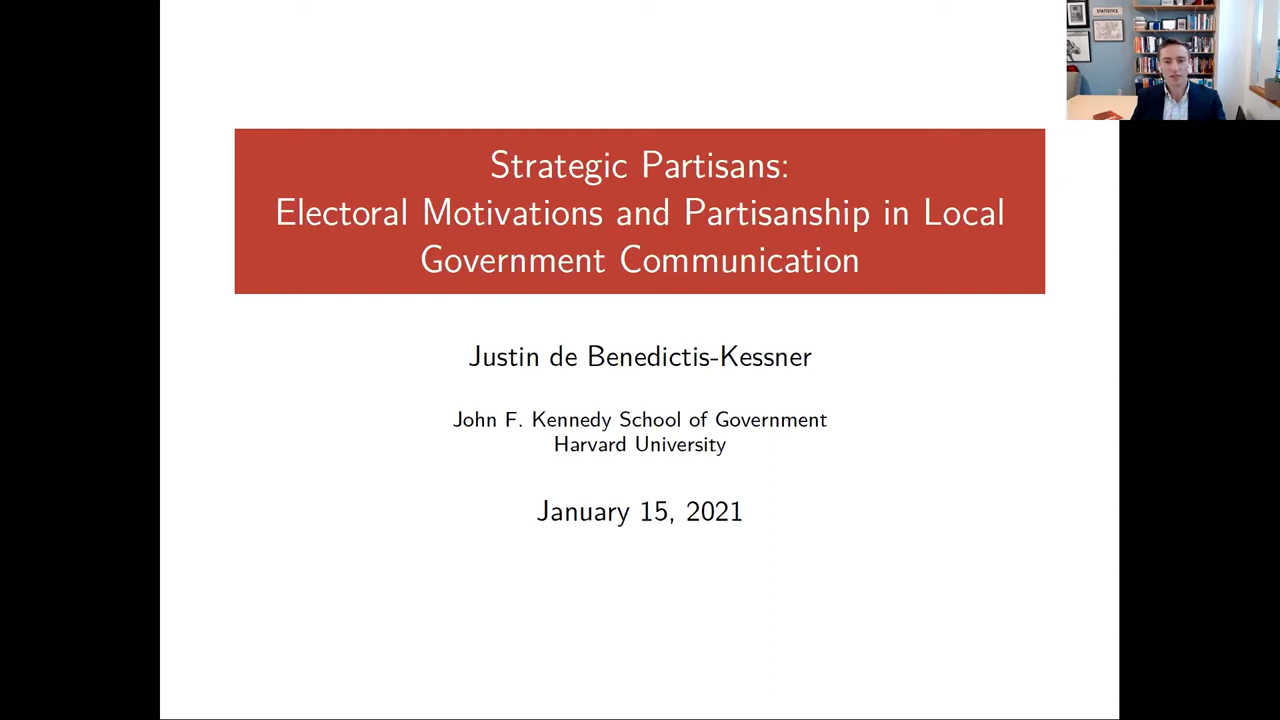 STATISTICS
Strategic Partisans:
Electoral Motivations and Partisanship in Local
Government Communication
Justin de Benedictis-Kessner
John F. Kennedy School of Government
Harvard University
January 15, 2021